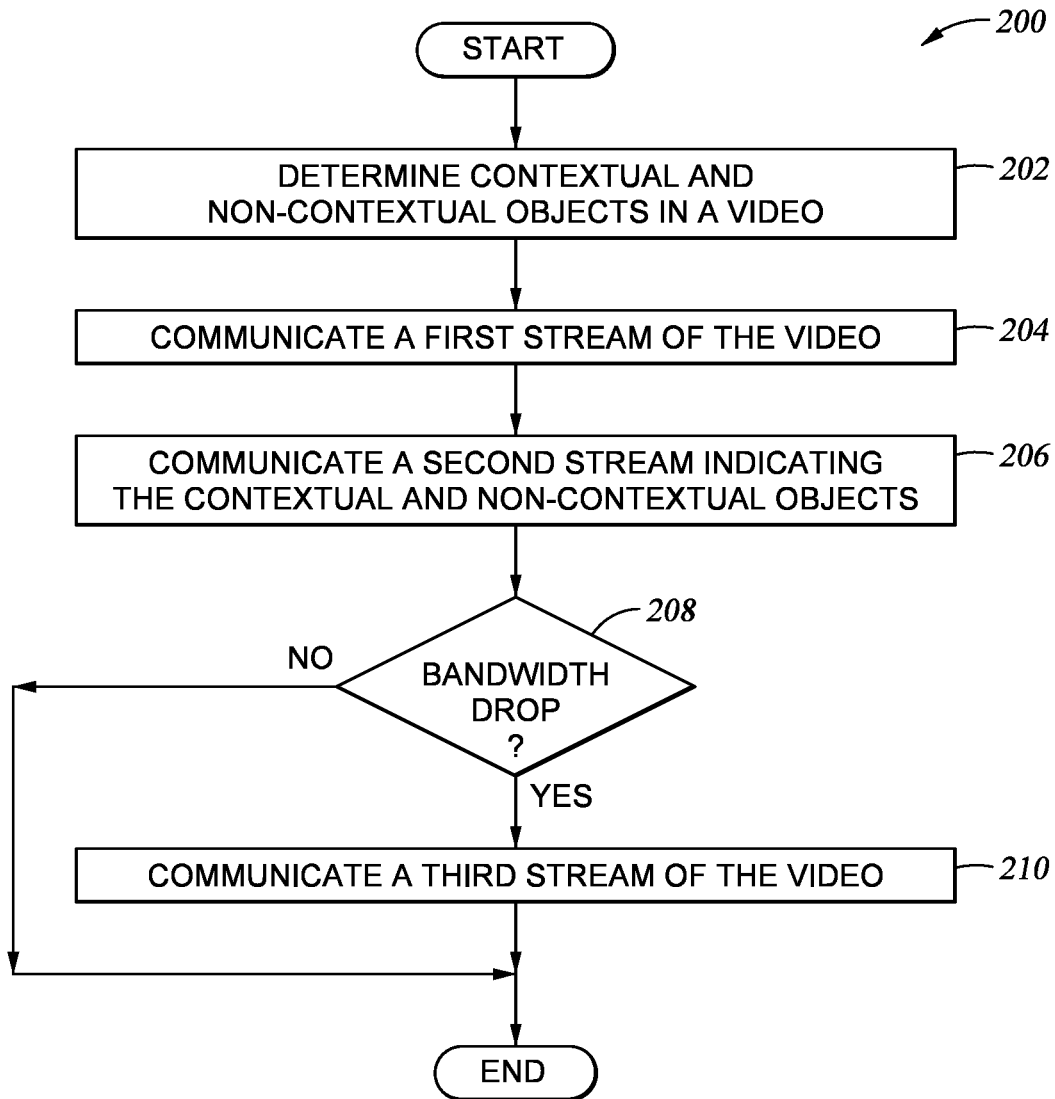 200
START
DETERMINE CONTEXTUAL AND
NON-CONTEXTUAL OBJECTS IN A VIDEO
202
COMMUNICATE A FIRST STREAM OF THE VIDEO
204
COMMUNICATE A SECOND STREAM INDICATING
THE CONTEXTUAL AND NON-CONTEXTUAL OBJECTS
206
208
NO
BANDWIDTH
DROP
?
YES
COMMUNICATE A THIRD STREAM OF THE VIDEO
210
END